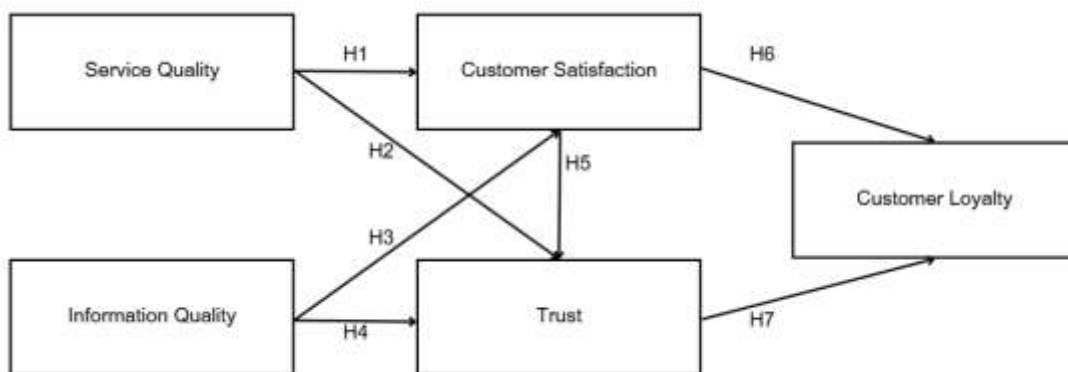 Service Quality
H1
Customer Satisfaction
H6
H2
H5
Customer Loyalty
H3
Information Quality
H4
Trust
H7